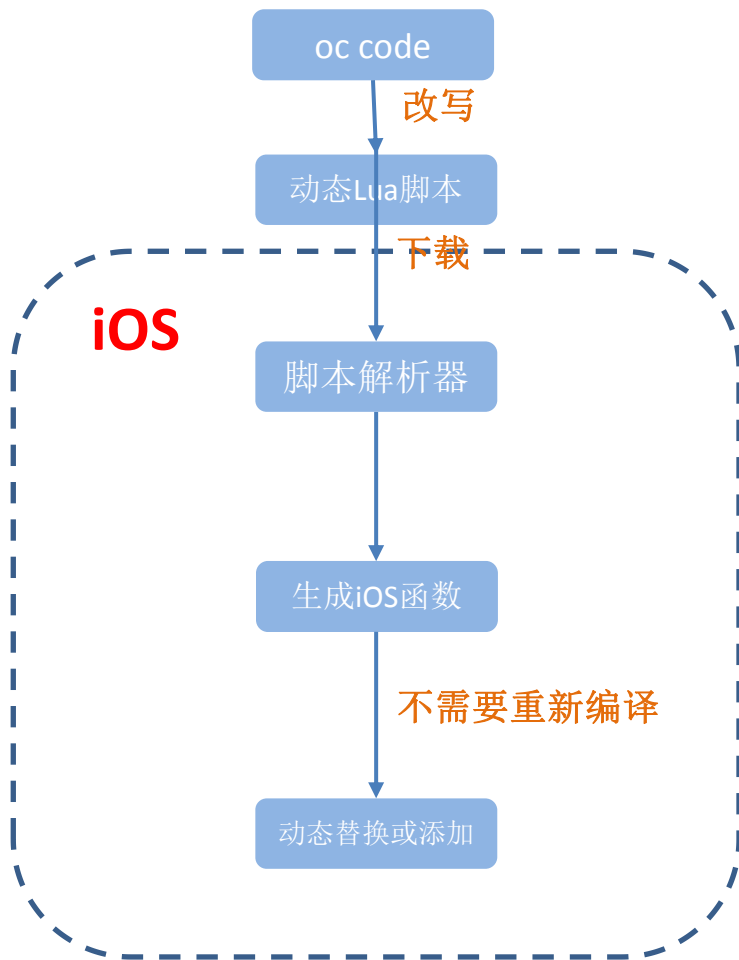 oc code
改写
动态Lua脚本
下载
iOS
脚本解析器
生成iOS函数
不需要重新编译
动态替换或添加